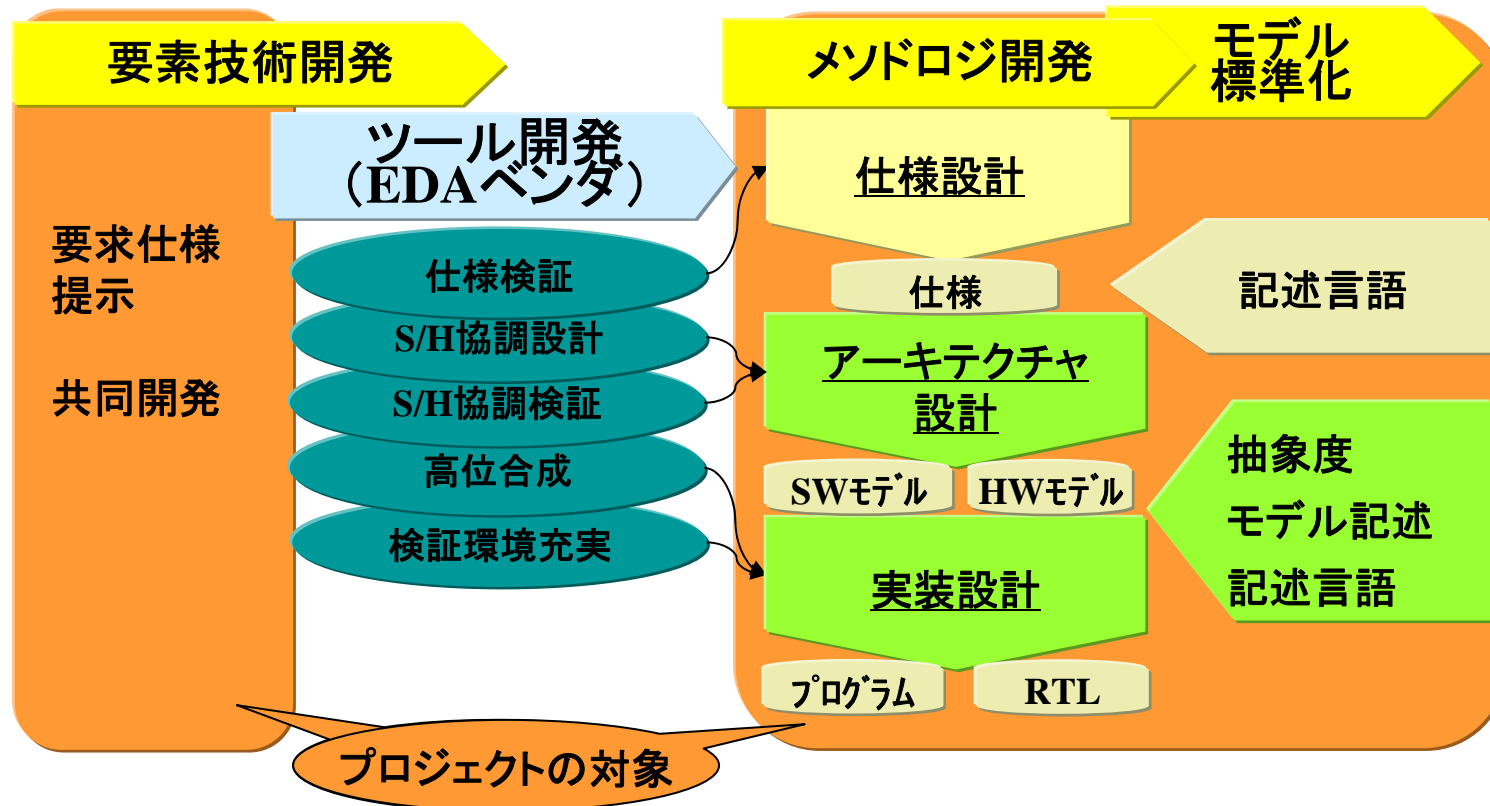 要素技術開発
メソドロジ開発
モデル
標準化
ツール開発
（EDAベンダ）
要求仕様
提示
共同開発
仕様検証
S/H協調設計
S/H協調検証
高位合成
検証環境充実
仕様設計
仕様
アーキテクチャ
設計
SWﾓﾃﾞﾙ
HWﾓﾃﾞﾙ
実装設計
ﾌﾟﾛｸﾞﾗﾑ
RTL
記述言語
抽象度
モデル記述
記述言語
プロジェクトの対象